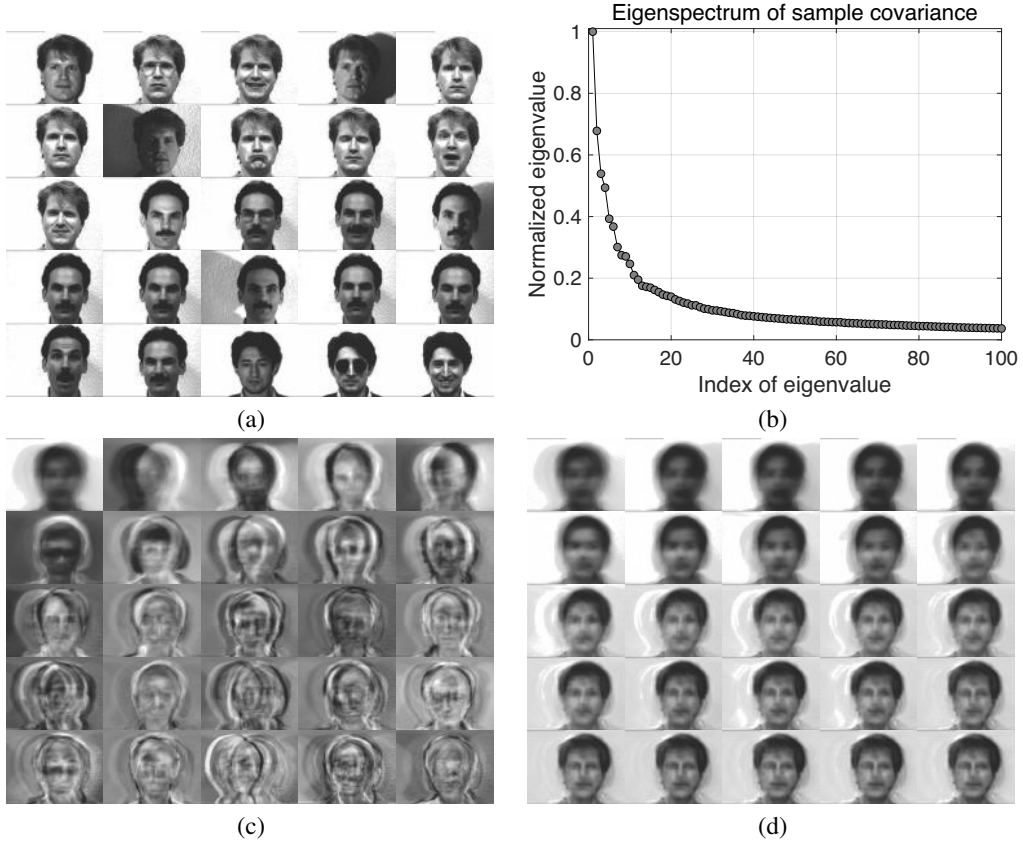 Eigenspectrum of sample covariance
1
0.8
0.6
0.4
0.2
0
Normalized eigenvalue
0 20 40 60 80 100
Index of eigenvalue
(a)
(b)
(c)
(d)